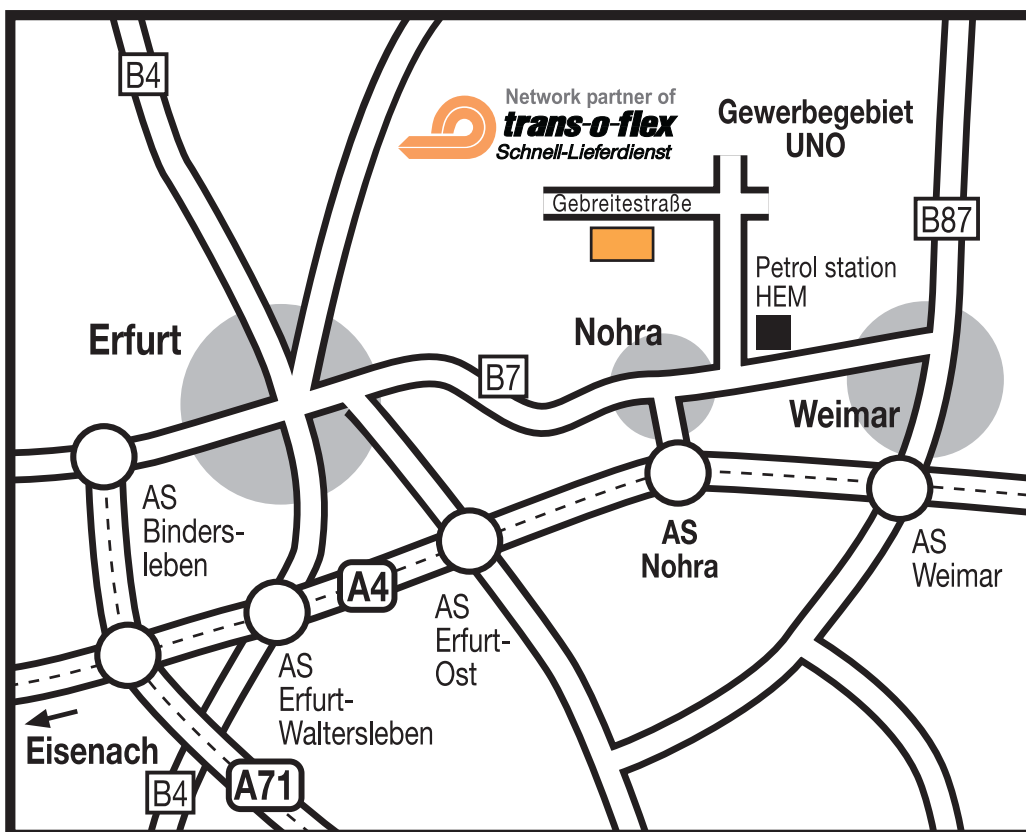 B4
Network partner of
trans-o-flex
Schnell-Lieferdienst
Gewerbegebiet
UNO
Gebreitestraße
B87
Petrol station
HEM
Erfurt
Nohra
B7
Weimar
AS
Binders-
leben
AS
Nohra
AS
Weimar
A4
AS
Erfurt-
Ost
AS
Erfurt-
Waltersleben
Eisenach
B4
A71